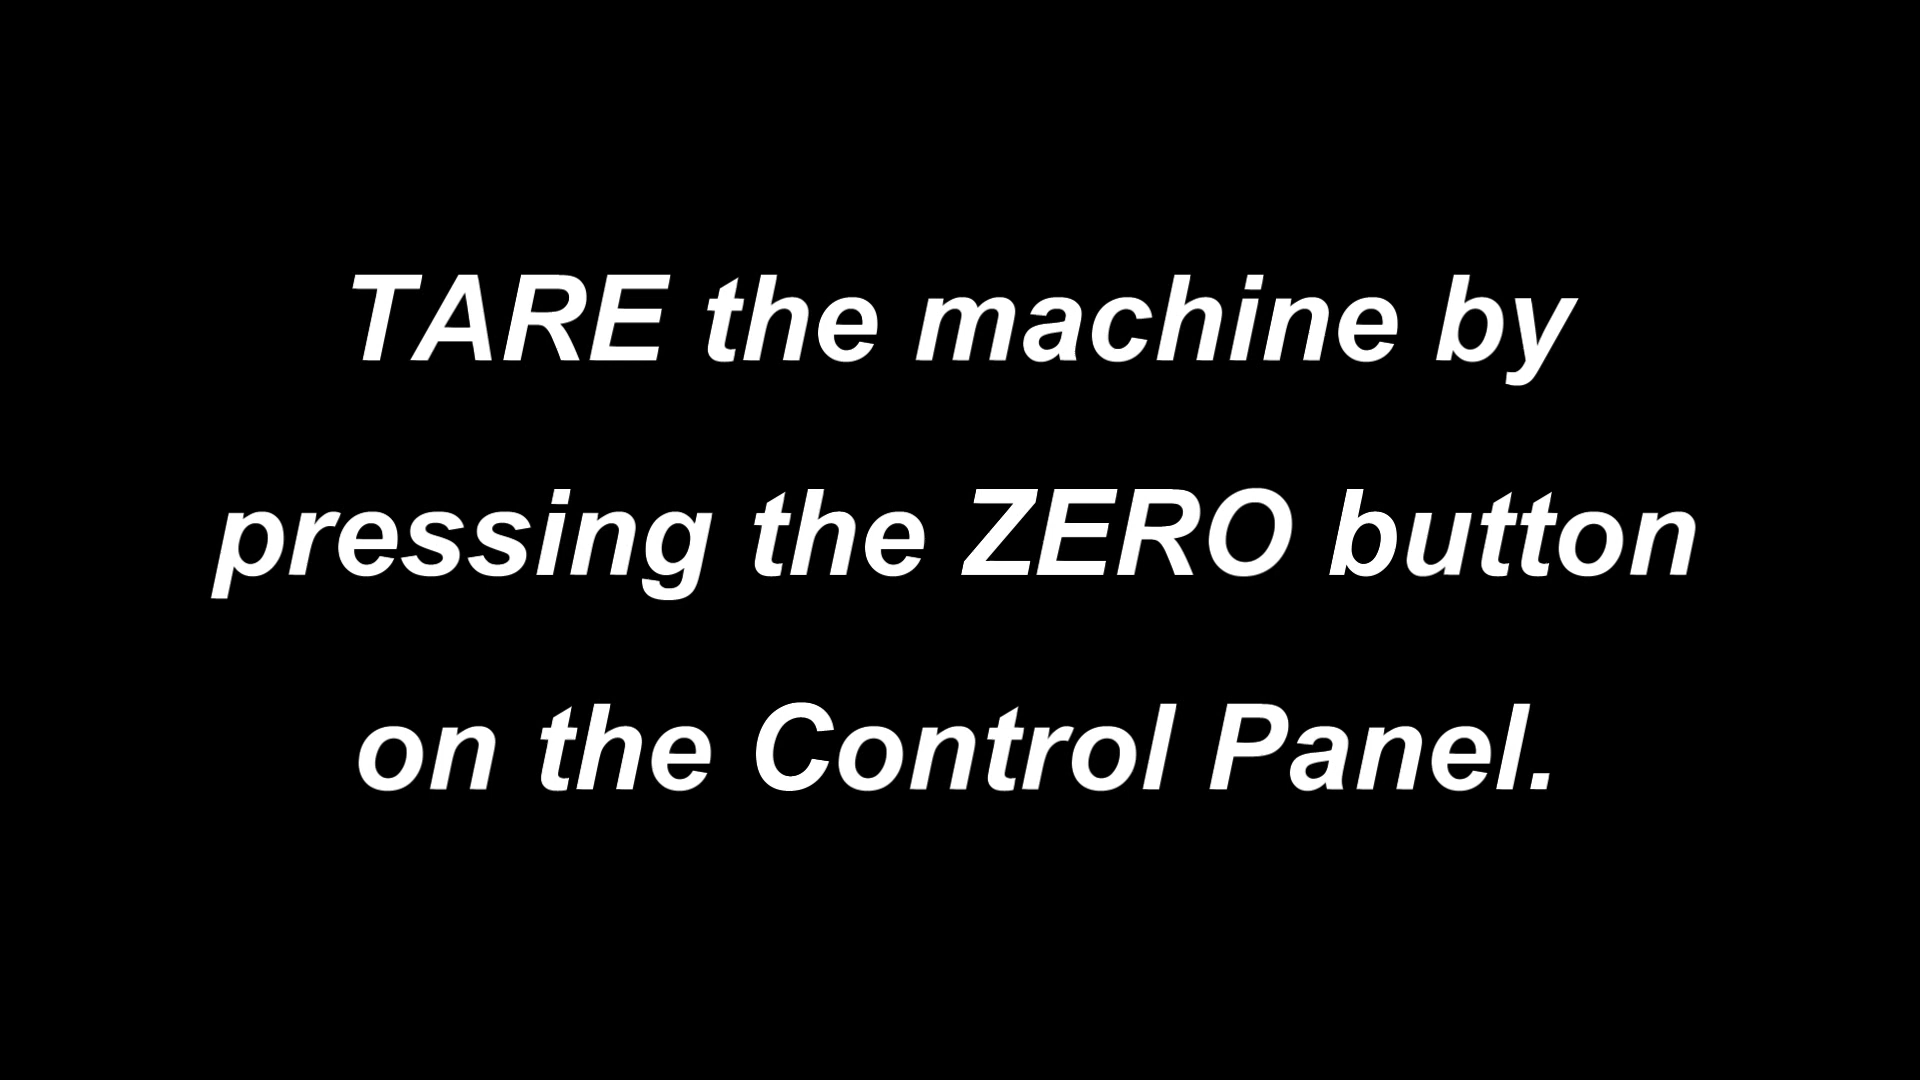 TARE the machine by
pressing the ZERO button
on the Control Panel.